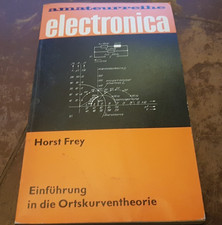 amateurreihe
electronica
Horst Frey
Einführung
in die Ortskurventheorie